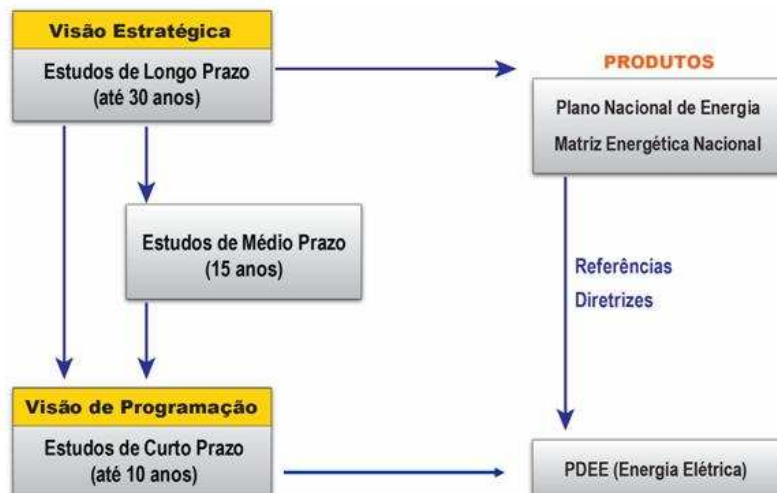 Visão Estratégica
Estudos de Longo Prazo
(até 30 anos)
PRODUTOS
Plano Nacional de Energia
Matriz Energética Nacional
Estudos de Médio Prazo
(15 anos)
Referências
Diretrizes
Visão de Programação
Estudos de Curto Prazo
(até 10 anos)
PDEE (Energia Elétrica)